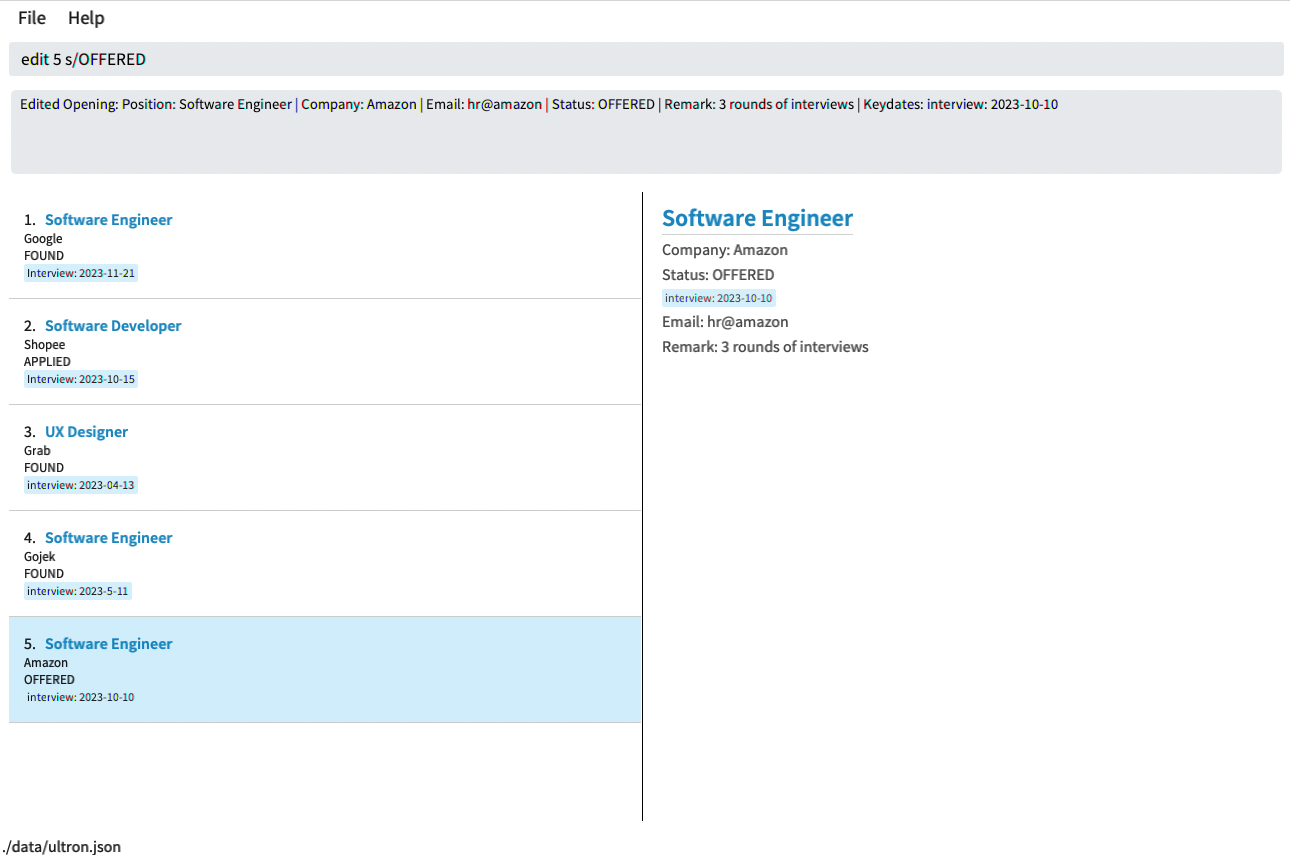 File Help
edit 5 s/OFFERED
Edited Opening: Position: Software Engineer | Company: Amazon | Email: hr@amazon | Status: OFFERED | Remark: 3 rounds of interviews | Keydates: interview: 2023-10-10
1. Software Engineer
Google
FOUND
Interview: 2023-11-21
2. Software Developer
Shopee
APPLIED
Interview: 2023-10-15
3. UX Designer
Grab
FOUND
interview: 2023-04-13
4. Software Engineer
Gojek
FOUND
interview: 2023-5-11
5. Software Engineer
Amazon
OFFERED
interview: 2023-10-10
Software Engineer
Company: Amazon
Status: OFFERED
interview: 2023-10-10
Email: hr@amazon
Remark: 3 rounds of interviews
./data/ultron.json